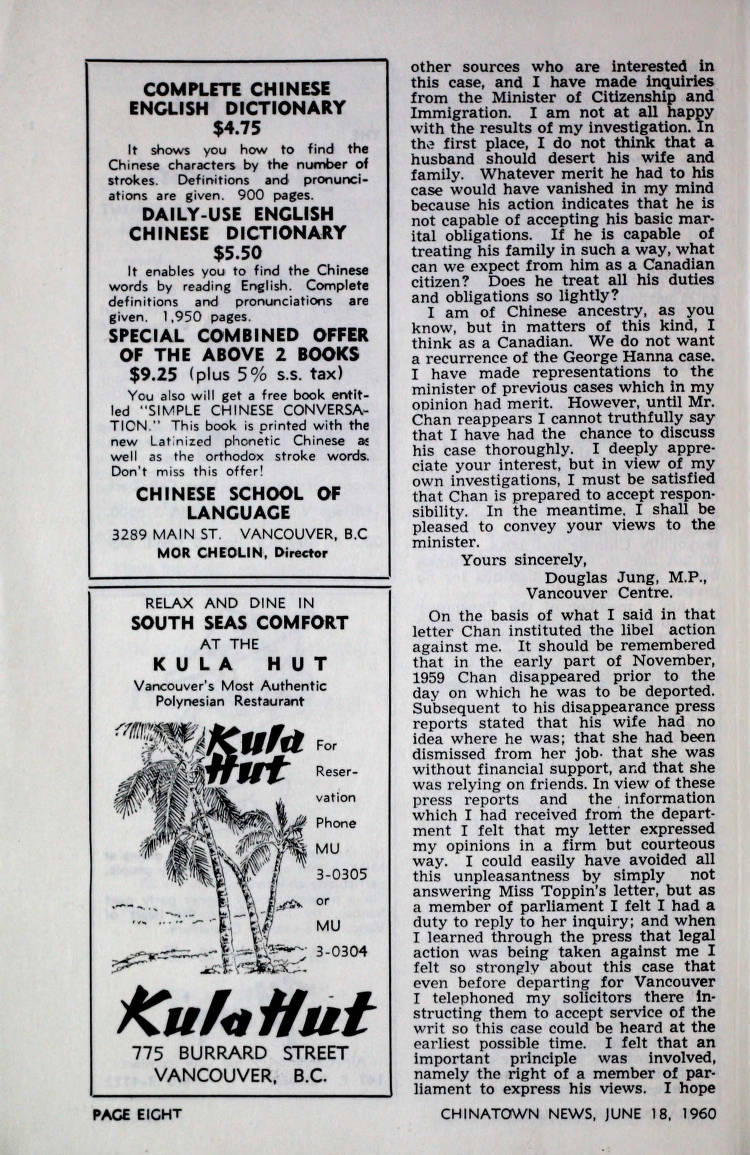 COMPLETE CHINESE
ENGLISH DICTIONARY
$4.75
It shows you how to find the
Chinese characters by the number of
strokes. Definitions and pronunci-
ations are given. 900 pages.
DAILY-USE ENGLISH
CHINESE DICTIONARY
$5.50
It enables you to find the Chinese
words by reading English. Complete
definitions and pronunciations are
given. 1,950 pages.
SPECIAL COMBINED OFFER
OF THE ABOVE 2 BOOKS
$9.25 (plus 5% s.s. tax)
You also will get a free book entit-
led "SIMPLE CHINESE CONVERSA-
TION." This book is printed with the
new Latinized phonetic Chinese as
well as the orthodox stroke words.
Don't miss this offer!
CHINESE SCHOOL OF
LANGUAGE
3289 MAIN ST. VANCOUVER, B.C
MOR CHEOLIN, Director
RELAX AND DINE IN
SOUTH SEAS COMFORT
AT THE
KULA HUT
Vancouver's Most Authentic
Polynesian Restaurant
Kula
Hut
For
Reser-
vation
Phone
MU
3-0305
or
MU
3-0304
Kula Hut
775 BURRARD STREET
VANCOUVER, B.C.
other sources who are interested in
this case, and I have made inquiries
from the Minister of Citizenship and
Immigration. I am not at all happy
with the results of my investigation. In
the first place, I do not think that a
husband should desert his wife and
family. Whatever merit he had to his
case would have vanished in my mind
because his action indicates that he is
not capable of accepting his basic mar-
ital obligations. If he is capable of
treating his family in such a way, what
can we expect from him as a Canadian
citizen? Does he treat all his duties
and obligations so lightly?
I am of Chinese ancestry, as you
know, but in matters of this kind, I
think as a Canadian. We do not want
a recurrence of the George Hanna case.
I have made representations to the
minister of previous cases which in my
opinion had merit. However, until Mr.
Chan reappears I cannot truthfully say
that I have had the chance to discuss
his case thoroughly. I deeply appre-
ciate your interest, but in view of my
own investigations, I must be satisfied
that Chan is prepared to accept respon-
sibility. In the meantime, I shall be
pleased to convey your views to the
minister.
Yours sincerely,
Douglas Jung, M.P.,
Vancouver Centre.
On the basis of what I said in that
letter Chan instituted the libel action
against me. It should be remembered
that in the early part of November,
1959 Chan disappeared prior to the
day on which he was to be deported.
Subsequent to his disappearance press
reports stated that his wife had no
idea where he was; that she had been
dismissed from her job. that she was
without financial support, and that she
was relying on friends. In view of these
press reports and the information
which I had received from the depart-
ment I felt that my letter expressed
my opinions in a firm but courteous
way. I could easily have avoided all
this unpleasantness by simply not
answering Miss Toppin's letter, but as
a member of parliament I felt I had a
duty to reply to her inquiry; and when
I learned through the press that legal
action was being taken against me I
felt so strongly about this case that
even before departing for Vancouver
I telephoned my solicitors there in-
structing them to accept service of the
writ so this case could be heard at the
earliest possible time. I felt that an
important principle was involved,
namely the right of a member of par-
liament to express his views. I hope
PAGE EIGHT
CHINATOWN NEWS, JUNE 18, 1960